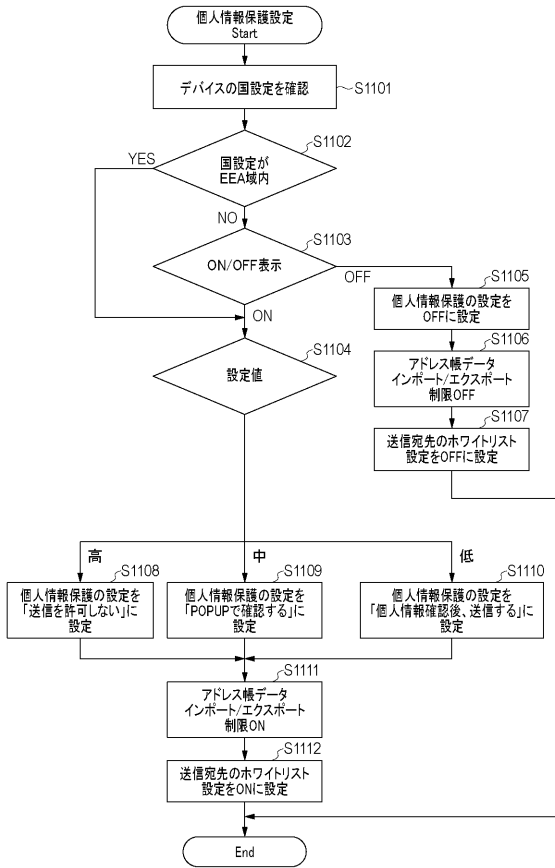 個人情報保護設定
Start
デバイスの国設定を確認
S1101
S1102
YES
国設定が
EEA域内
NO
S1103
ON/OFF表示
OFF
S1105
個人情報保護の設定を
OFFに設定
ON
S1104
設定値
S1106
アドレス帳データ
インポート/エクスポート
制限OFF
S1107
送信宛先のホワイトリスト
設定をOFFに設定
高
中
低
S1108
個人情報保護の設定を
「送信を許可しない」に
設定
S1109
個人情報保護の設定を
「POPUPで確認する」に
設定
S1110
個人情報保護の設定を
「個人情報確認後、送信する」に
設定
S1111
アドレス帳データ
インポート/エクスポート
制限ON
S1112
送信宛先のホワイトリスト
設定をONに設定
End